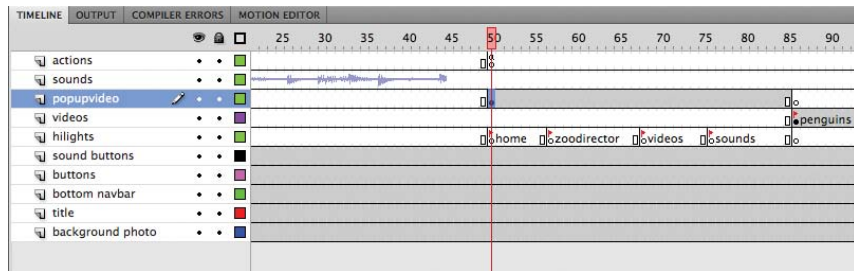 TIMELINE OUTPUT COMPILER ERRORS MOTION EDITOR
25 30 35 40 45 50 55 60 65 70 75 80 85 90
actions
sounds
popupvideo
videos penguins
hilights home zoodirector videos sounds
sound buttons
buttons
bottom navbar
title
background photo